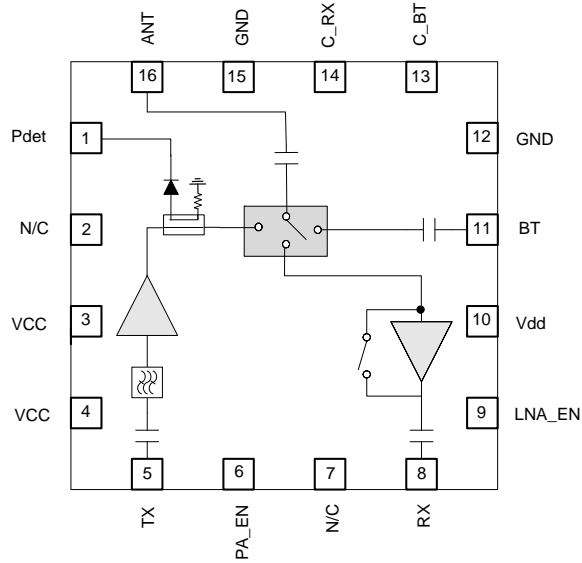 ANT
GND
C_RX
C_BT
16
15
14
13
Pdet
1
12
GND
N/C
2
11
BT
VCC
3
10
Vdd
VCC
4
9
LNA_EN
5
6
7
8
TX
PA_EN
N/C
RX